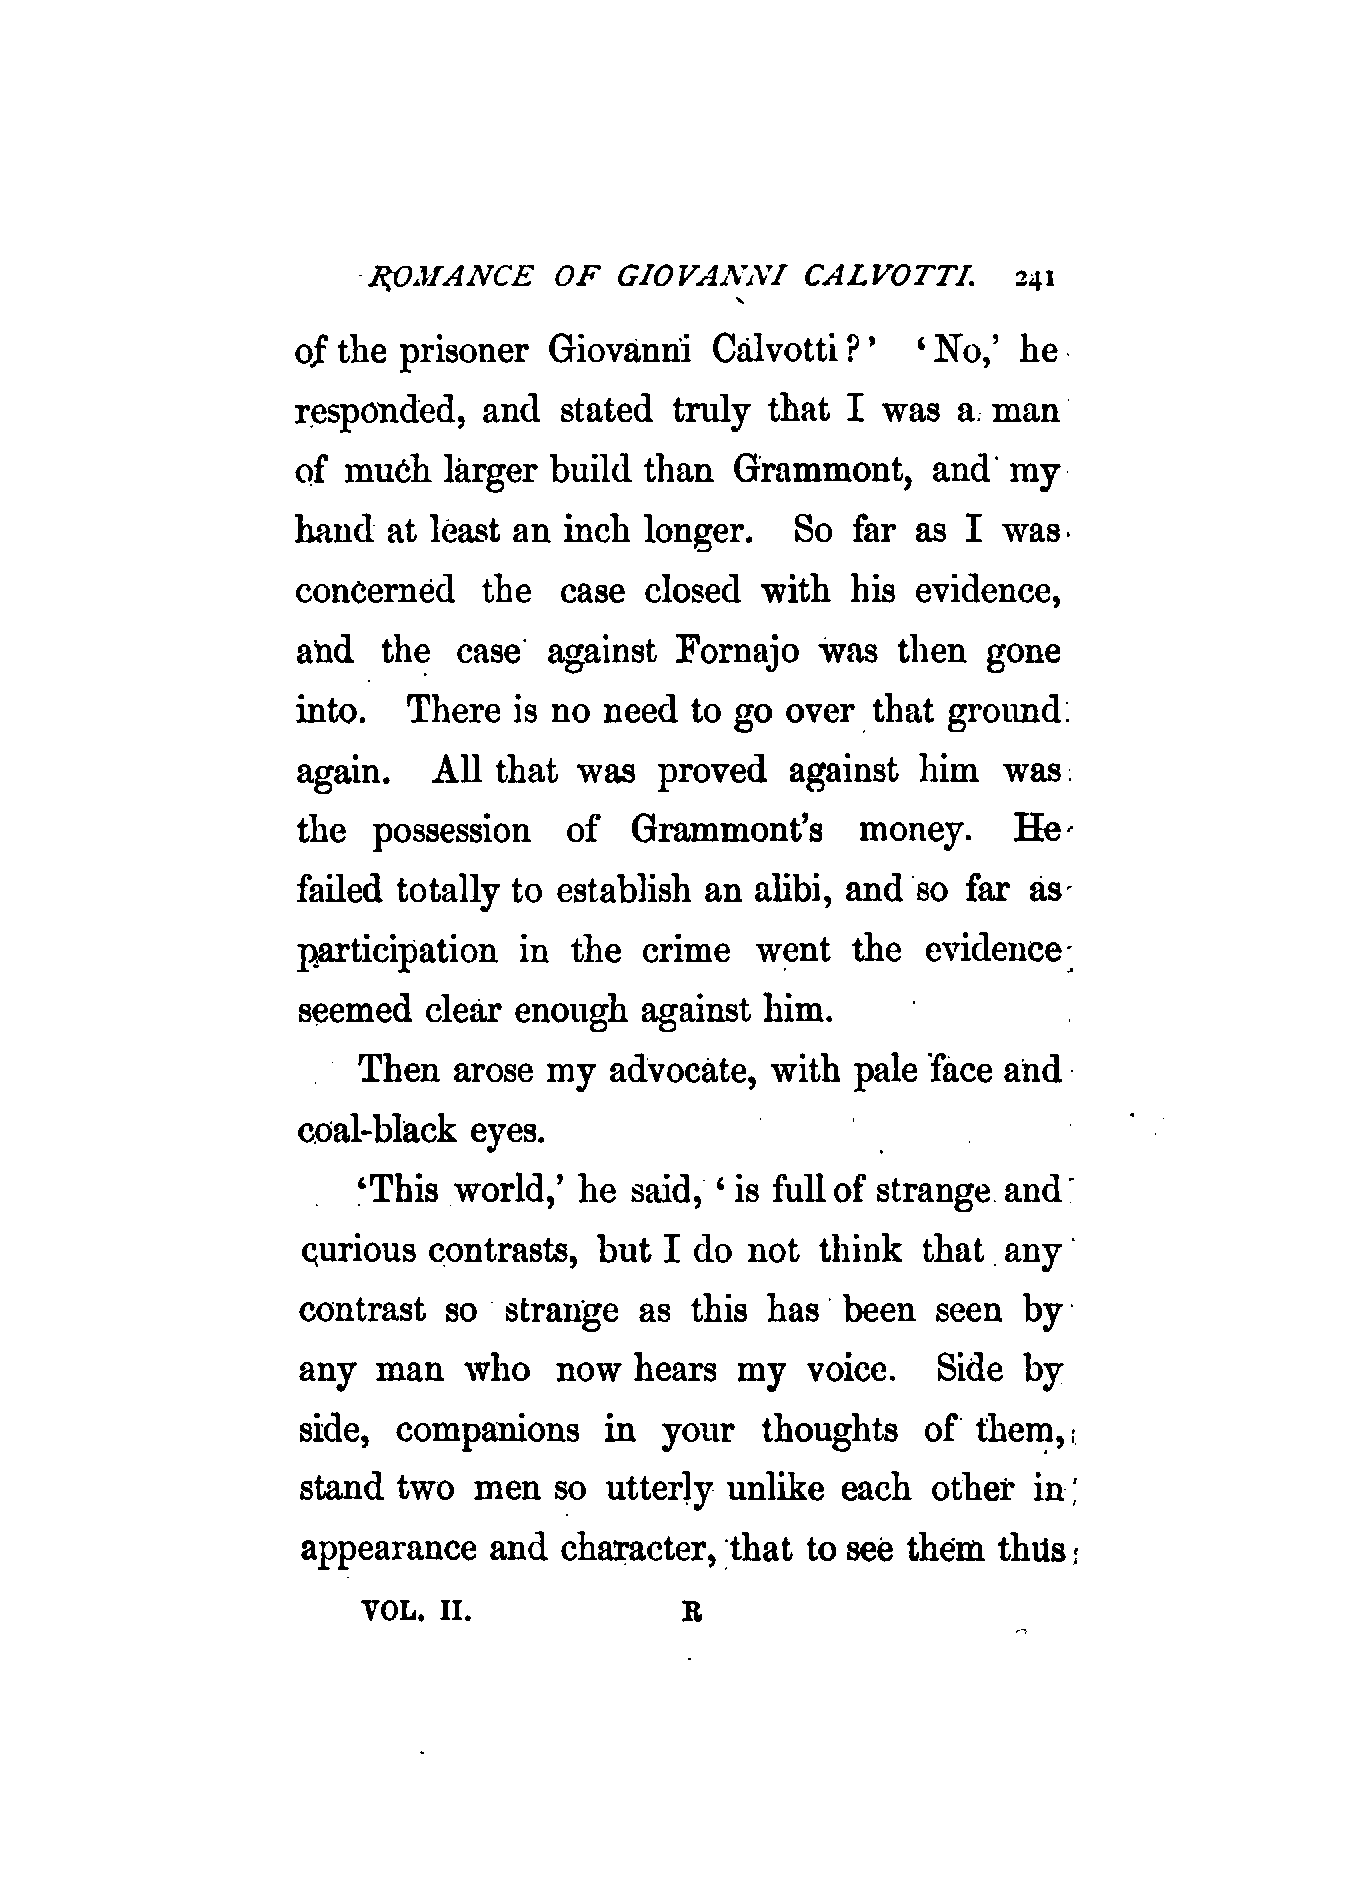 ROMANCE OF GIOVANNI CALVOTTI. 241
of the prisoner Giovanni Calvotti?' 'No,' he
responded, and stated truly that I was a man
of much larger build than Grammont, and my
hand at least an inch longer. So far as I was
concerned the case closed with his evidence,
and the case against Fornajo was then gone
into. There is no need to go over that ground
again. All that was proved against him was
the possession of Grammont's money. He
failed totally to establish an alibi, and so far as
participation in the crime went the evidence
seemed clear enough against him.
Then arose my advocate, with pale face and
coal-black eyes.
'This world,' he said, 'is full of strange and
curious contrasts, but I do not think that any
contrast so strange as this has been seen by
any man who now hears my voice. Side by
side, companions in your thoughts of them,
stand two men so utterly unlike each other in
appearance and character, that to see them thus
VOL. II. R